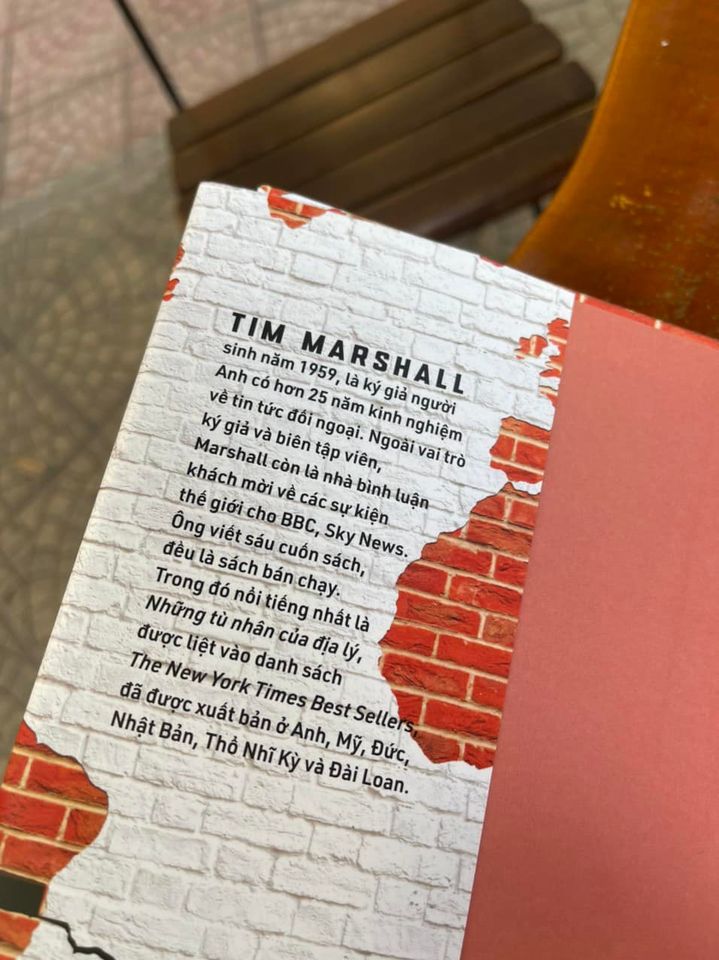 TIM MARSHALL
sinh năm 1959, là ký giả người
Anh có hơn 25 năm kinh nghiệm
về tin tức đối ngoại. Ngoài vai trò
ký giả và biên tập viên,
Marshall còn là nhà bình luận
khách mời về các sự kiện
thế giới cho BBC, Sky News.
Ông viết sáu cuốn sách,
đều là sách bán chạy.
Trong đó nổi tiếng nhất là
Những tù nhân của địa lý,
được liệt vào danh sách
The New York Times Best Sellers,
đã được xuất bản ở Anh, Mỹ, Đức,
Nhật Bản, Thổ Nhĩ Kỳ và Đài Loan.